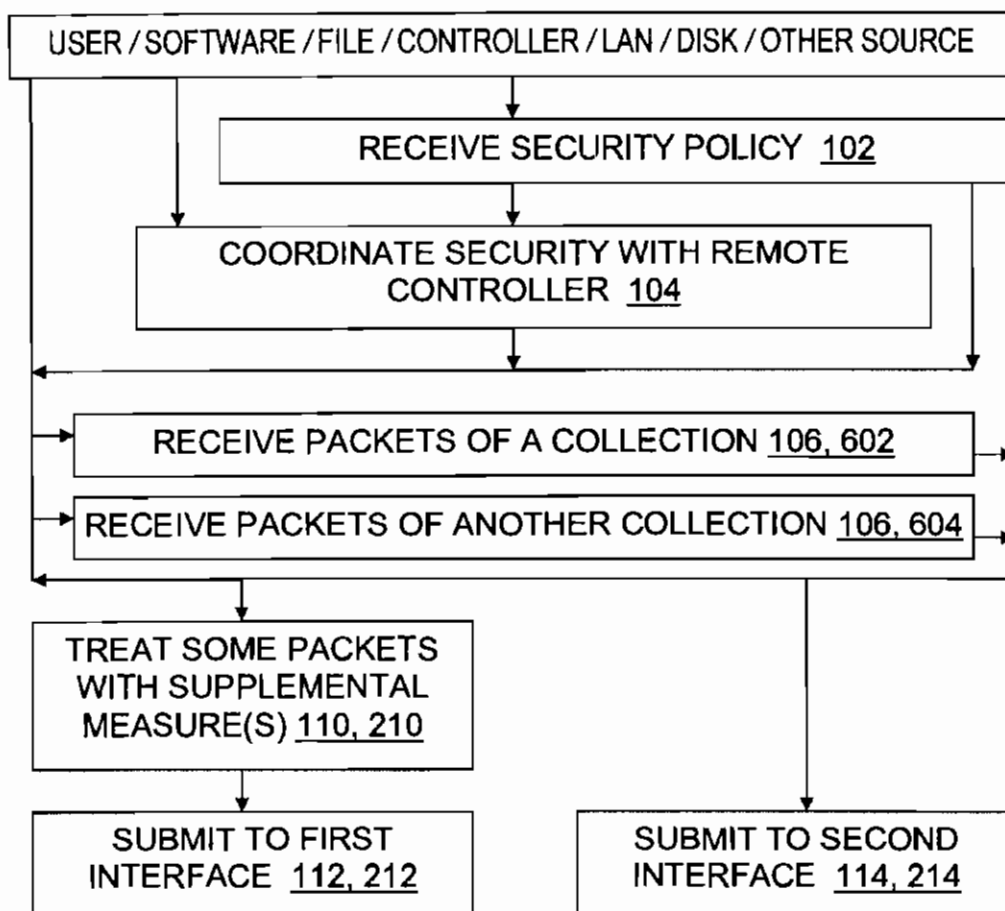 USER / SOFTWARE / FILE / CONTROLLER / LAN / DISK / OTHER SOURCE
RECEIVE SECURITY POLICY 102
COORDINATE SECURITY WITH REMOTE
CONTROLLER 104
RECEIVE PACKETS OF A COLLECTION 106, 602
RECEIVE PACKETS OF ANOTHER COLLECTION 106, 604
TREAT SOME PACKETS
WITH SUPPLEMENTAL
MEASURE(S) 110, 210
SUBMIT TO FIRST
INTERFACE 112, 212
SUBMIT TO SECOND
INTERFACE 114, 214